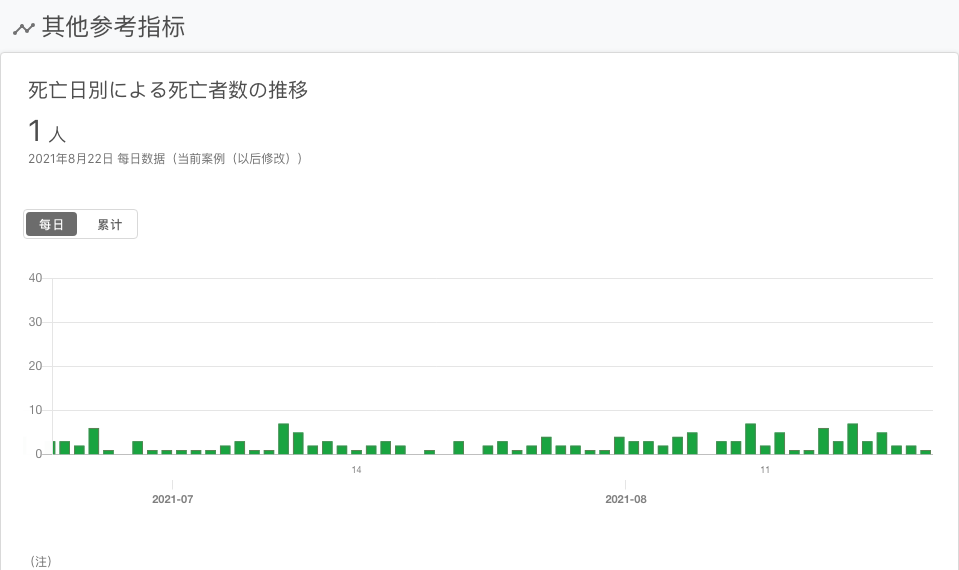 其他参考指标
死亡日別による死亡者数の推移
1 人
2021年8月22日 每日数据（当前案例（以后修改））
每日 累计
40
30
20
10
0
14 11
2021-07 2021-08
（注）